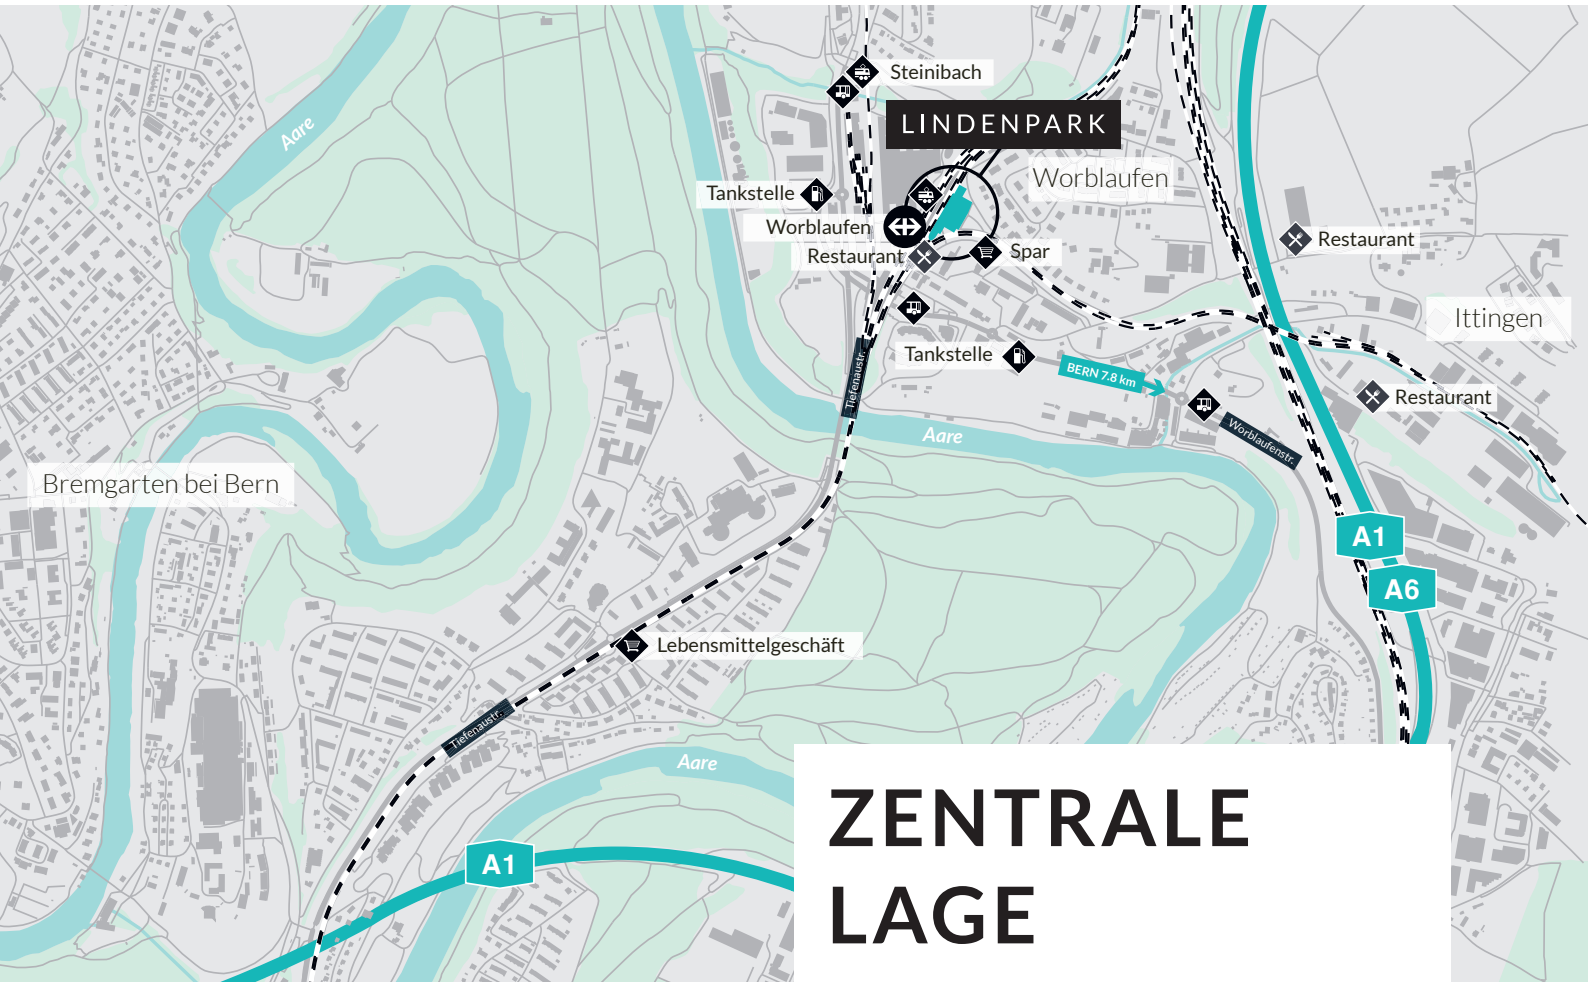 Steinibach
LINDENPARK
Aare
Worblaufen
Tankstelle
Worblaufen
Restaurant
Spar
Restaurant
Ittingen
Tankstelle
Tiefenaustr.
BERN 7.8 km
Restaurant
Aare
Worblaufenstr.
Bremgarten bei Bern
A1
A6
Lebensmittelgeschäft
Tiefenaustr.
Aare
A1
ZENTRALE
LAGE